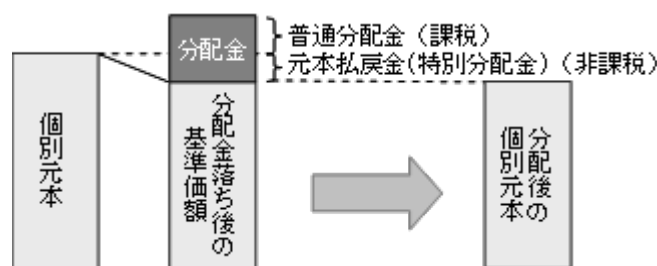 分配金
普通分配金（課税）
元本払戻金(特別分配金)（非課税）
個別元本
分配金落ち後の
基準価額
分配後の
個別元本